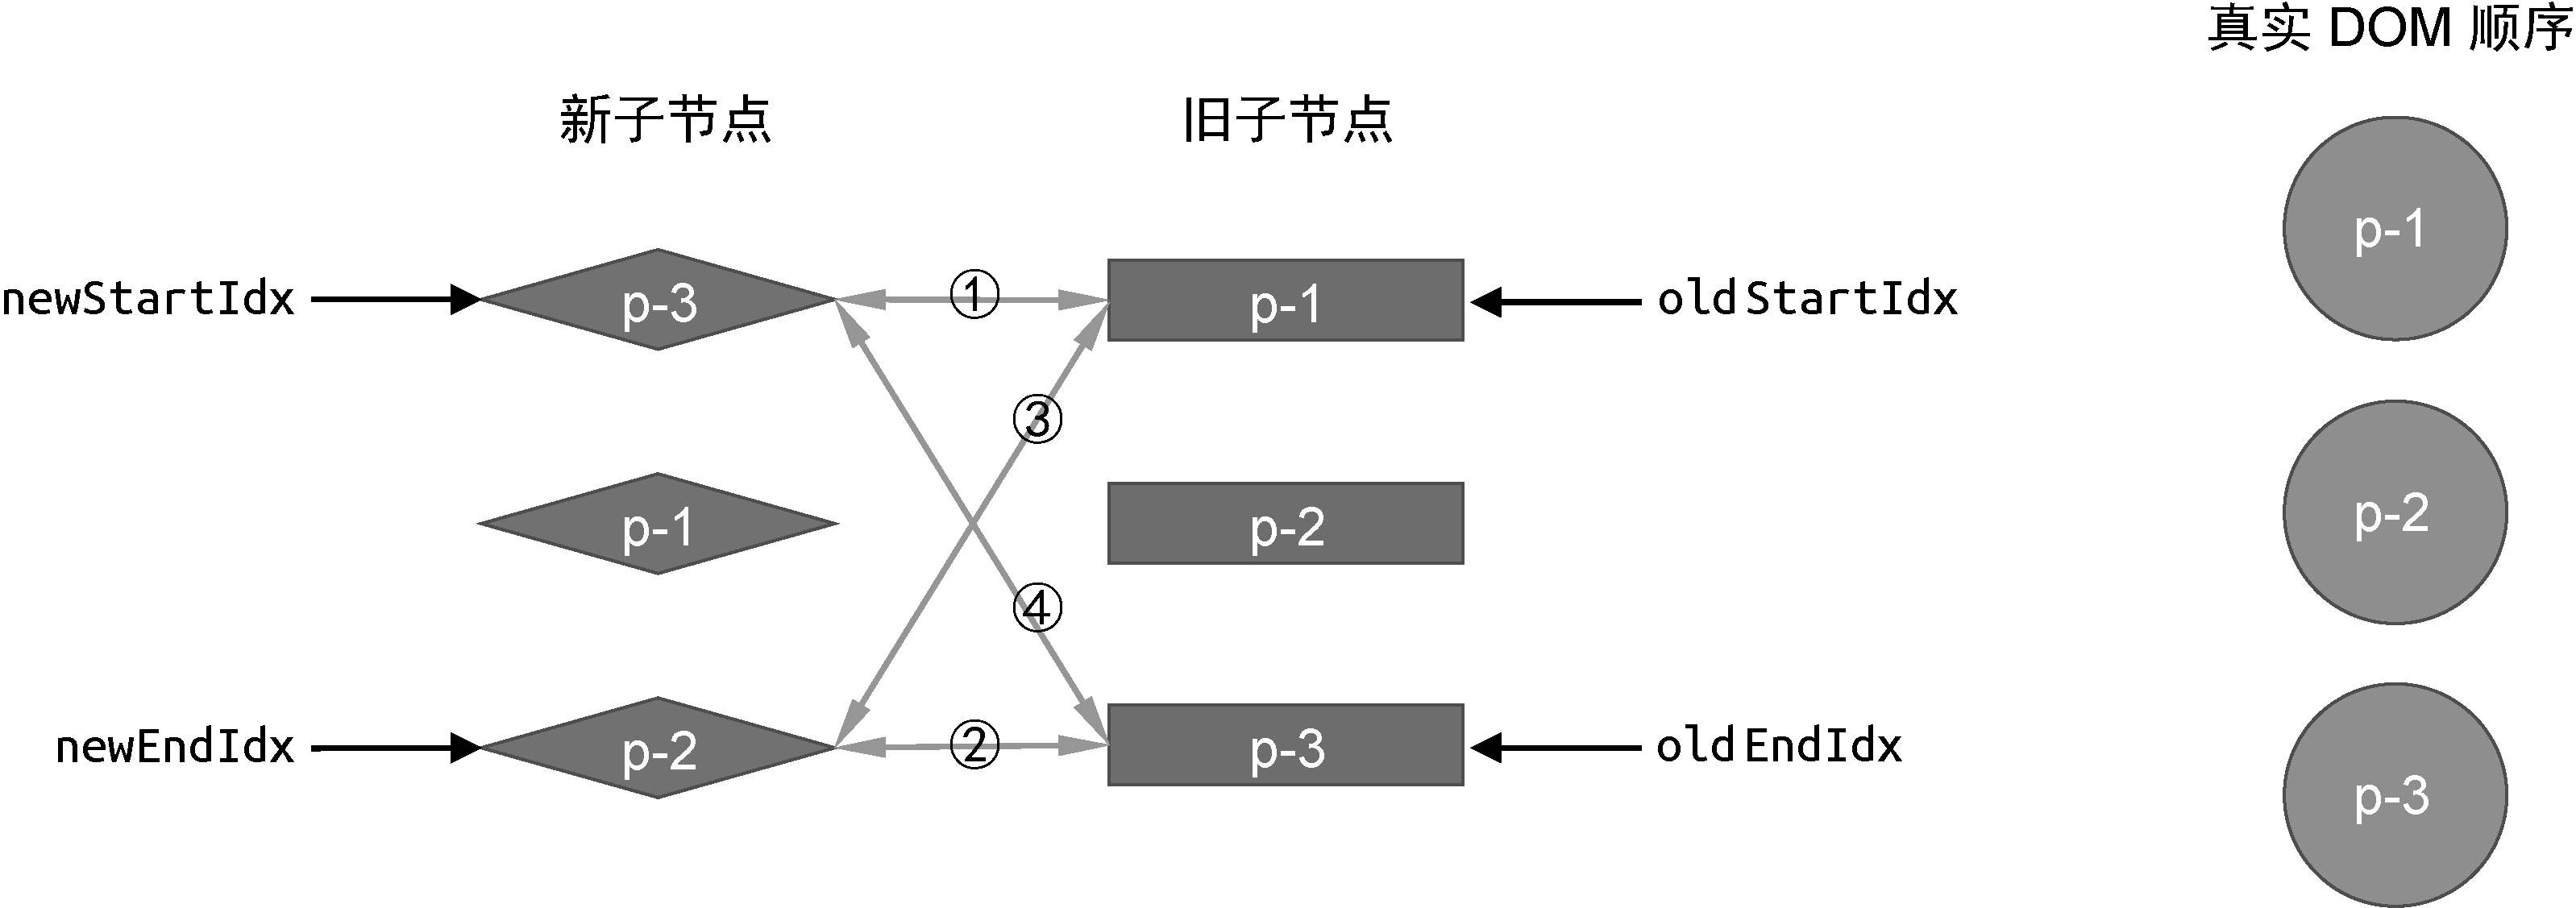 真实 DOM 顺序
新子节点
旧子节点
newStartIdx
p-3
①
p-1
oldStartIdx
p-1
③
p-1
p-2
p-2
④
newEndIdx
p-2
②
p-3
oldEndIdx
p-3